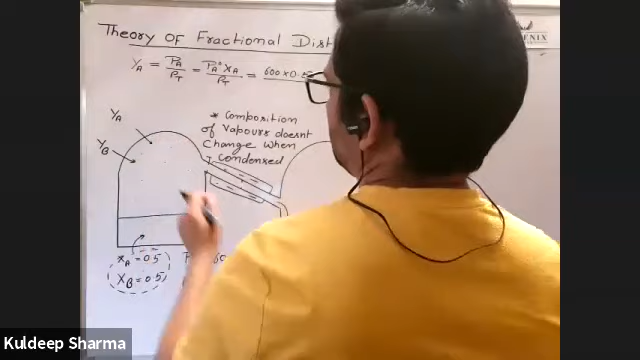 Theory OF Fractional Dist
ENIX
YA = PA/PT = PA° XA/PT = 600 × 0.5
YA
* Composition
YB
of Vapours doesnt
Change when
condensed
XA = 0.5
XB = 0.5
Kuldeep Sharma